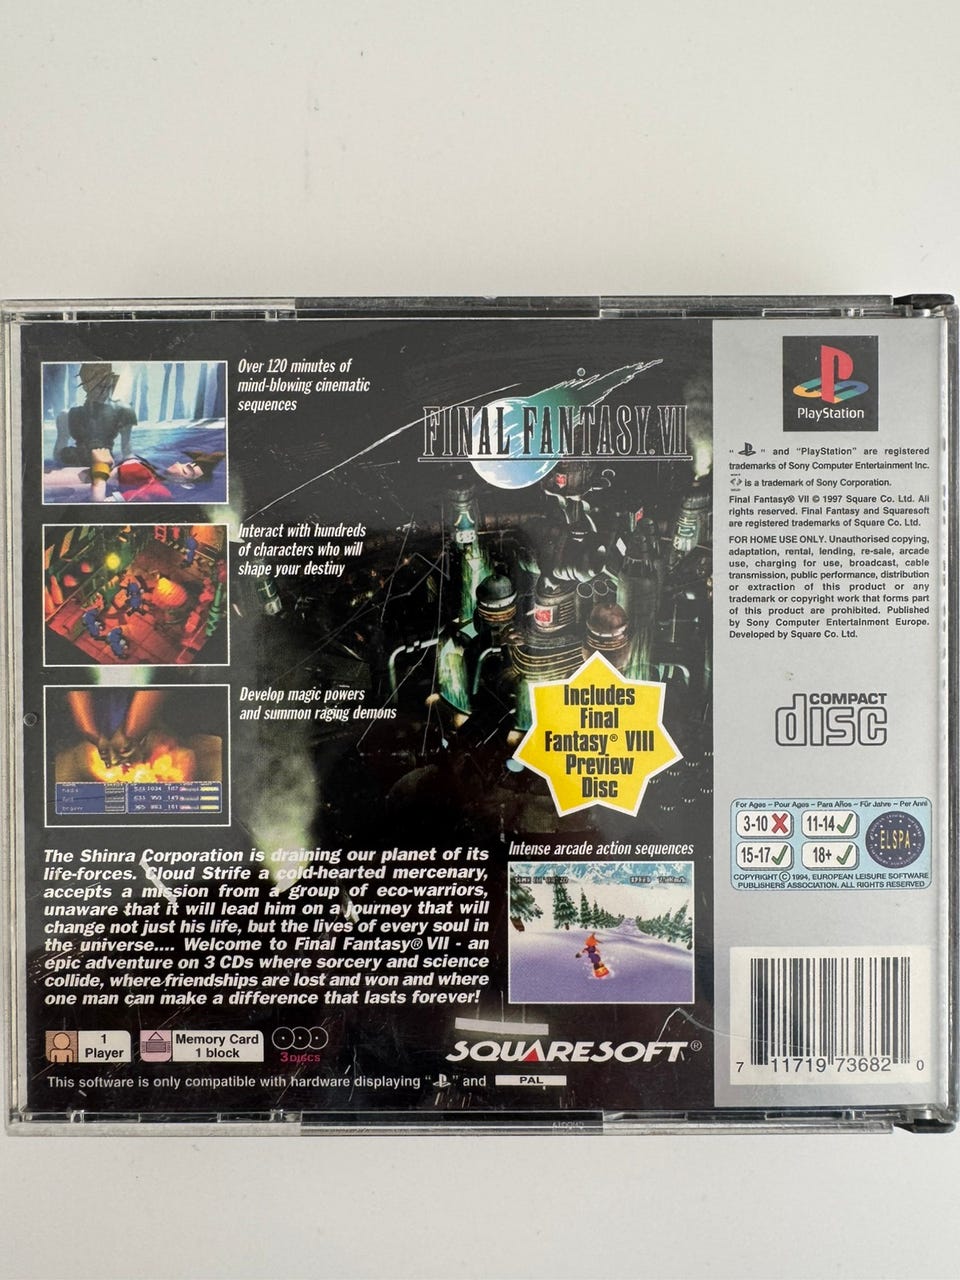 Over 120 minutes of
mind-blowing cinematic
sequences
FINAL FANTASY VII
Interact with hundreds
of characters who will
shape your destiny
Develop magic powers
and summon raging demons
Includes
Final
Fantasy® VIII
Preview
Disc
The Shinra Corporation is draining our planet of its
life-forces. Cloud Strife a cold-hearted mercenary,
accepts a mission from a group of eco-warriors,
unaware that it will lead him on a journey that will
change not just his life, but the lives of every soul in
the universe.... Welcome to Final Fantasy® VII - an
epic adventure on 3 CDs where sorcery and science
collide, where friendships are lost and won and where
one man can make a difference that lasts forever!
Intense arcade action sequences
1
Player
Memory Card
1 block
3 DISCS
SQUARESOFT®
This software is only compatible with hardware displaying " " and PAL
PlayStation
" " and "PlayStation" are registered
trademarks of Sony Computer Entertainment Inc.
is a trademark of Sony Corporation.
Final Fantasy® VII © 1997 Square Co. Ltd. All
rights reserved. Final Fantasy and Squaresoft
are registered trademarks of Square Co. Ltd.
FOR HOME USE ONLY. Unauthorised copying,
adaptation, rental, lending, re-sale, arcade
use, charging for use, broadcast, cable
transmission, public performance, distribution
or extraction of this product or any
trademark or copyright work that forms part
of this product are prohibited. Published
by Sony Computer Entertainment Europe.
Developed by Square Co. Ltd.
COMPACT
disc
For Ages – Pour Ages – Para Años – Für Jahre – Per Anni
3-10 11-14
15-17 18+
ELSPA
COPYRIGHT © 1994, EUROPEAN LEISURE SOFTWARE
PUBLISHERS ASSOCIATION. ALL RIGHTS RESERVED
7 11719 73682 0